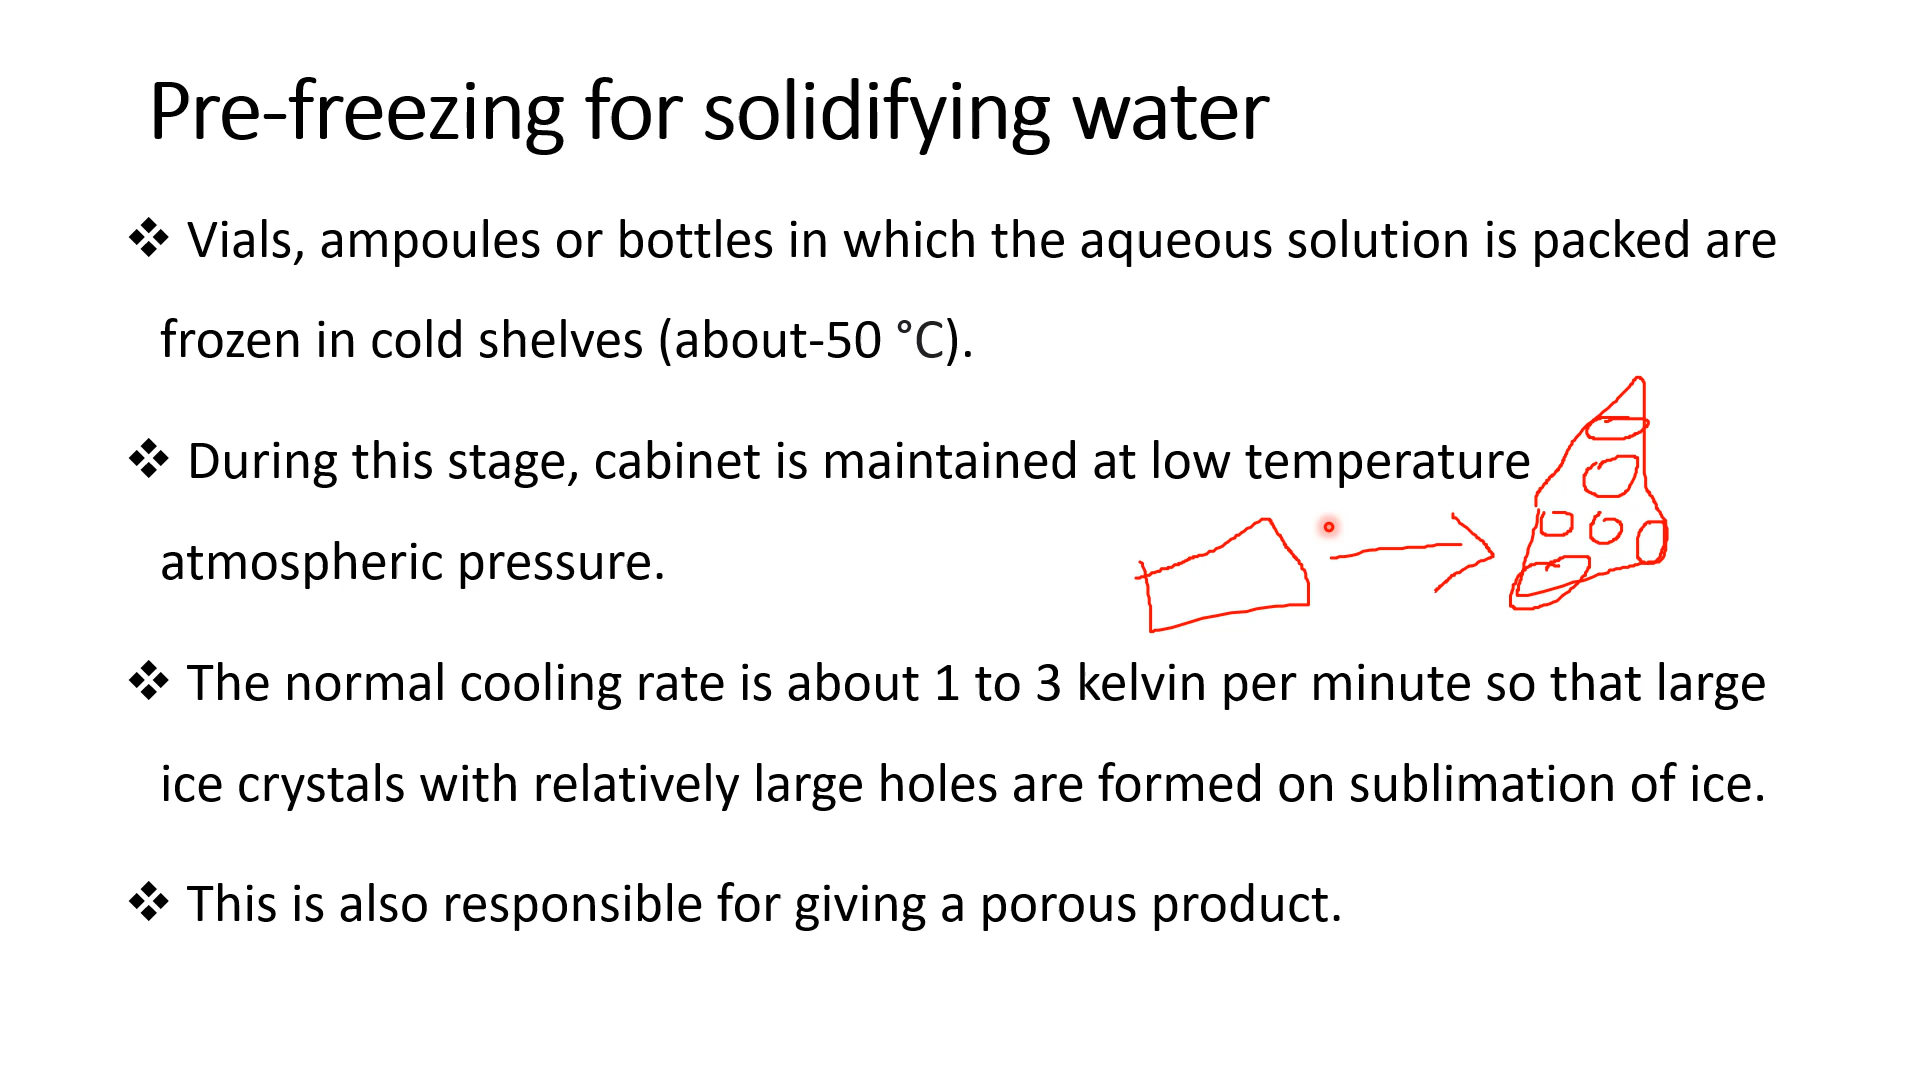 Pre-freezing for solidifying water
❖ Vials, ampoules or bottles in which the aqueous solution is packed are
frozen in cold shelves (about-50 °C).
❖ During this stage, cabinet is maintained at low temperature
atmospheric pressure.
❖ The normal cooling rate is about 1 to 3 kelvin per minute so that large
ice crystals with relatively large holes are formed on sublimation of ice.
❖ This is also responsible for giving a porous product.